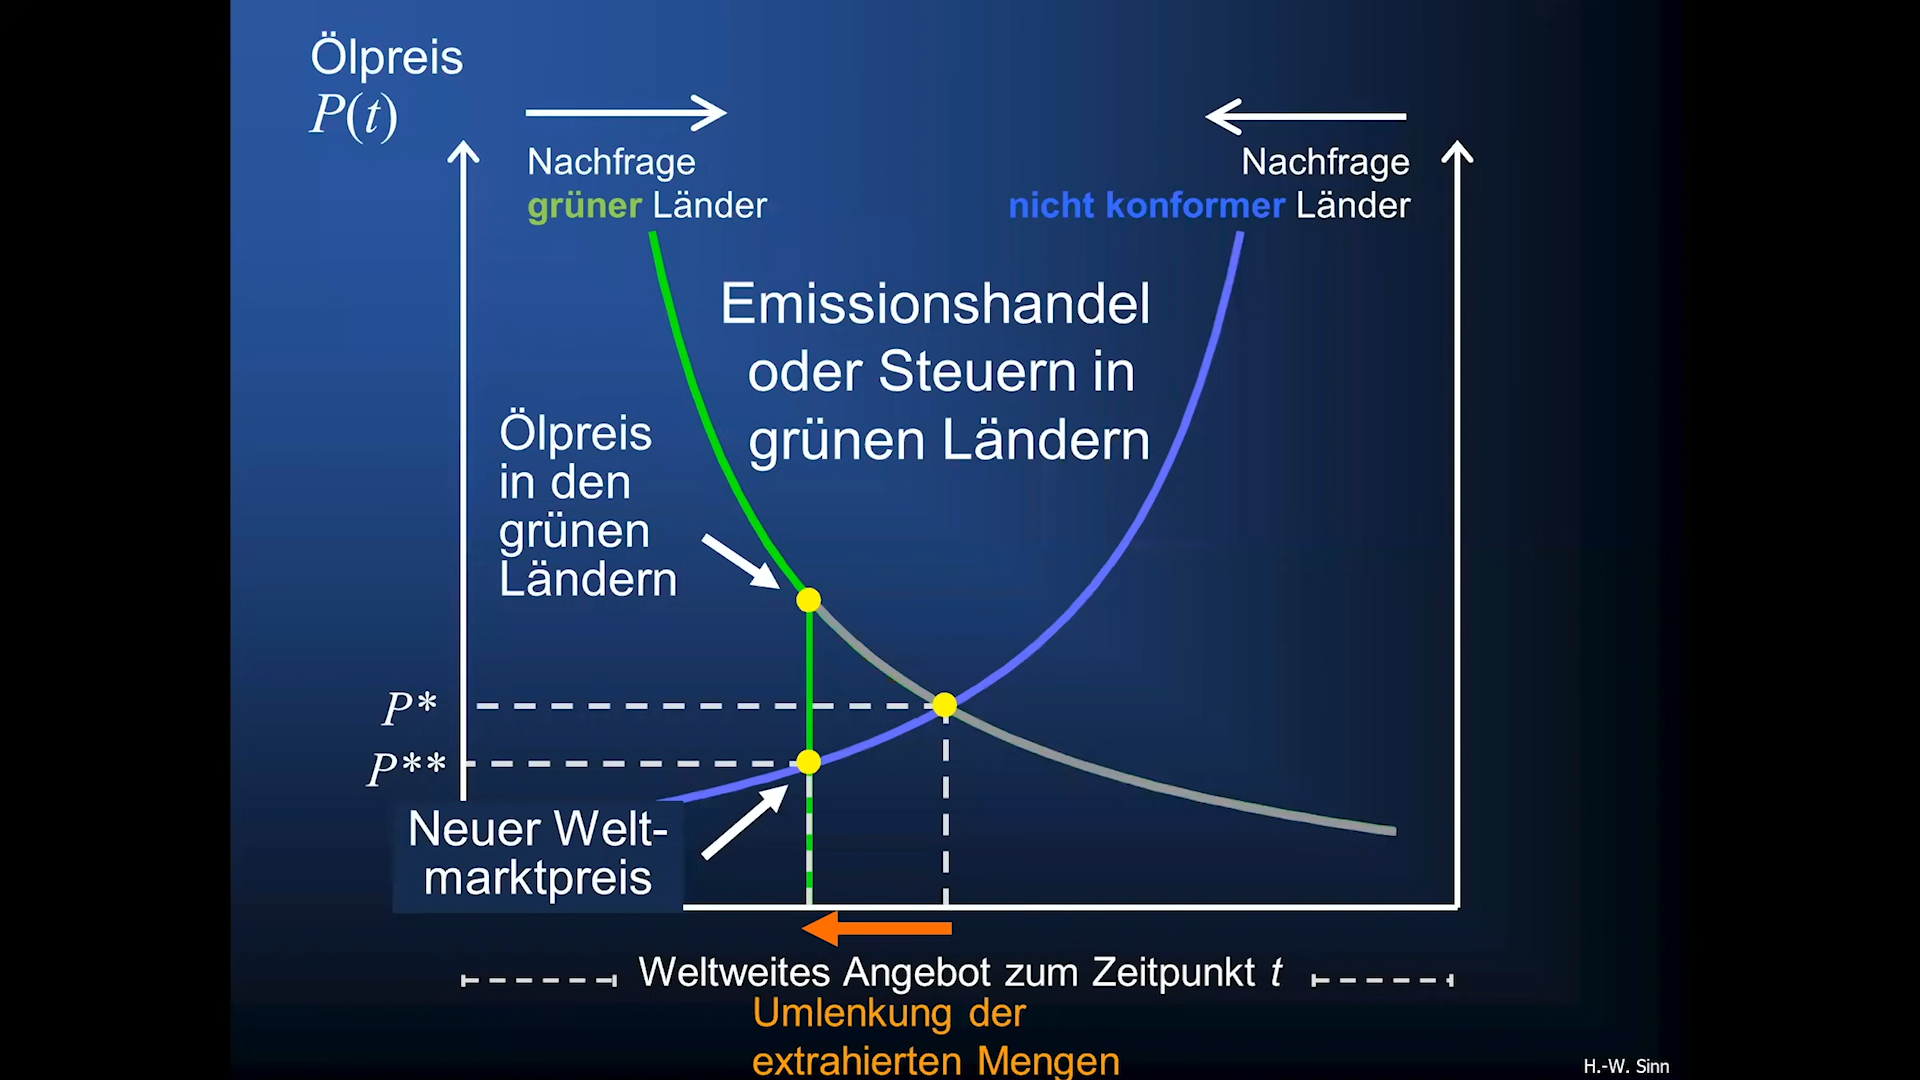 Ölpreis
P(t)
Nachfrage
grüner Länder
Nachfrage
nicht konformer Länder
Emissionshandel
oder Steuern in
grünen Ländern
Ölpreis
in den
grünen
Ländern
P*
P**
Neuer Welt-
marktpreis
Weltweites Angebot zum Zeitpunkt t
Umlenkung der
extrahierten Mengen
H.-W. Sinn